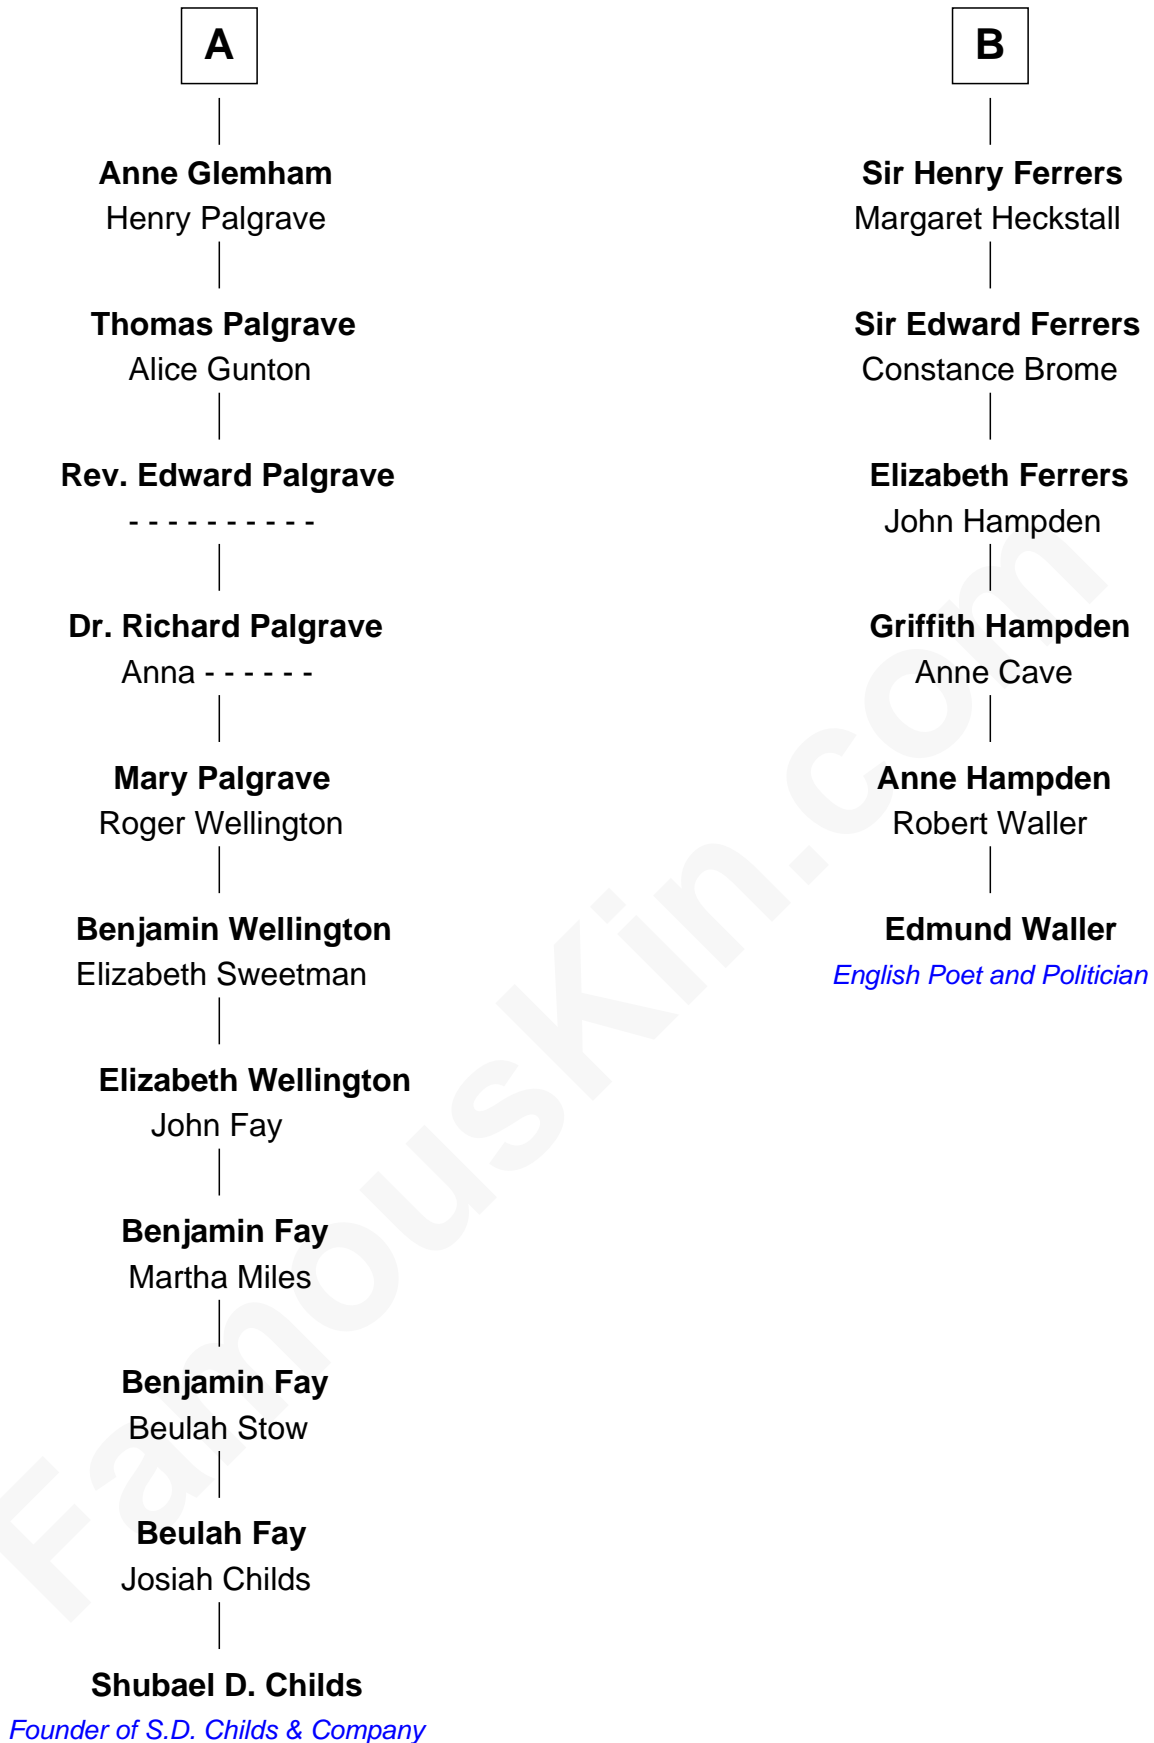 A
Anne Glemham
Henry Palgrave
Thomas Palgrave
Alice Gunton
Rev. Edward Palgrave
- - - - - - - - - -
Dr. Richard Palgrave
Anna - - - - - -
Mary Palgrave
Roger Wellington
Benjamin Wellington
Elizabeth Sweetman
Elizabeth Wellington
John Fay
Benjamin Fay
Martha Miles
Benjamin Fay
Beulah Stow
Beulah Fay
Josiah Childs
Shubael D. Childs
Founder of S.D. Childs & Company
B
Sir Henry Ferrers
Margaret Heckstall
Sir Edward Ferrers
Constance Brome
Elizabeth Ferrers
John Hampden
Griffith Hampden
Anne Cave
Anne Hampden
Robert Waller
Edmund Waller
English Poet and Politician
FamousKin.com